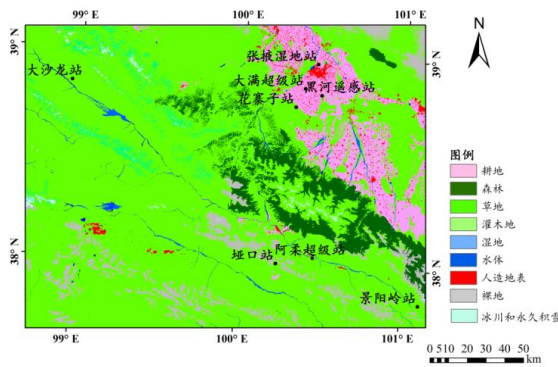 99° E 100° E 101° E
N
39° N
39° N
张掖湿地站
大沙龙站
大满超级站
黑河遥感站
花寨子站
图例
耕地
森林
草地
灌木地
湿地
水体
人造地表
裸地
冰川和永久积雪
38° N
38° N
阿柔超级站
垭口站
景阳岭站
0 5 10 20 30 40 50
km
99° E 100° E 101° E